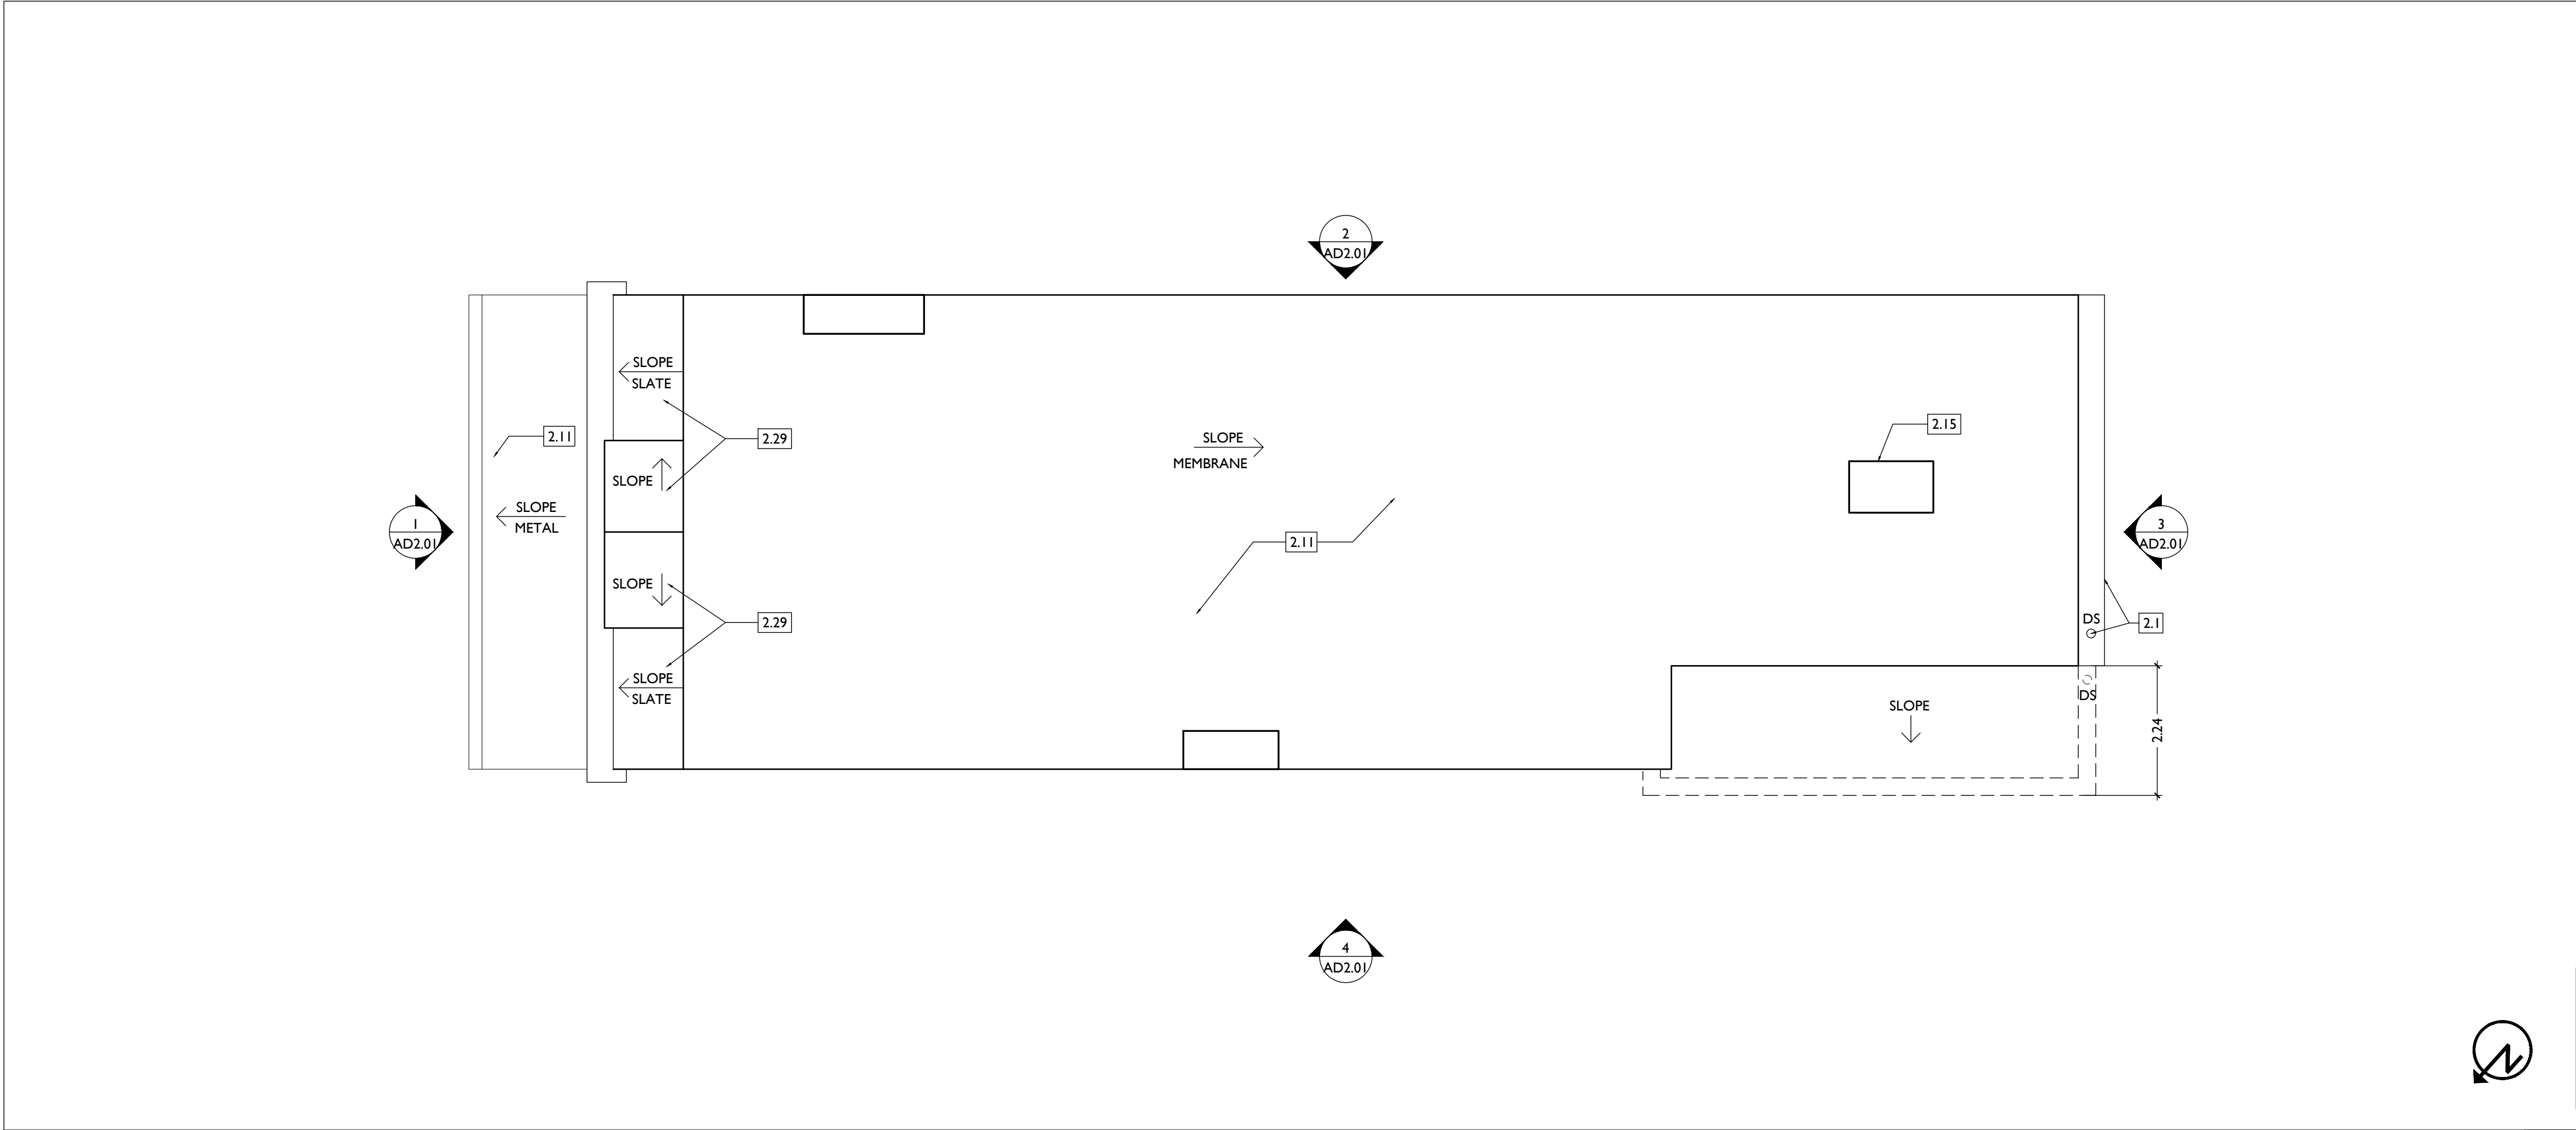 2
AD2.01
SLOPE
SLATE
2.11
2.29
SLOPE
MEMBRANE
2.15
SLOPE
SLOPE
METAL
1
AD2.01
2.11
3
AD2.01
SLOPE
2.29
DS
2.1
SLOPE
SLATE
DS
SLOPE
2.24
4
AD2.01
N